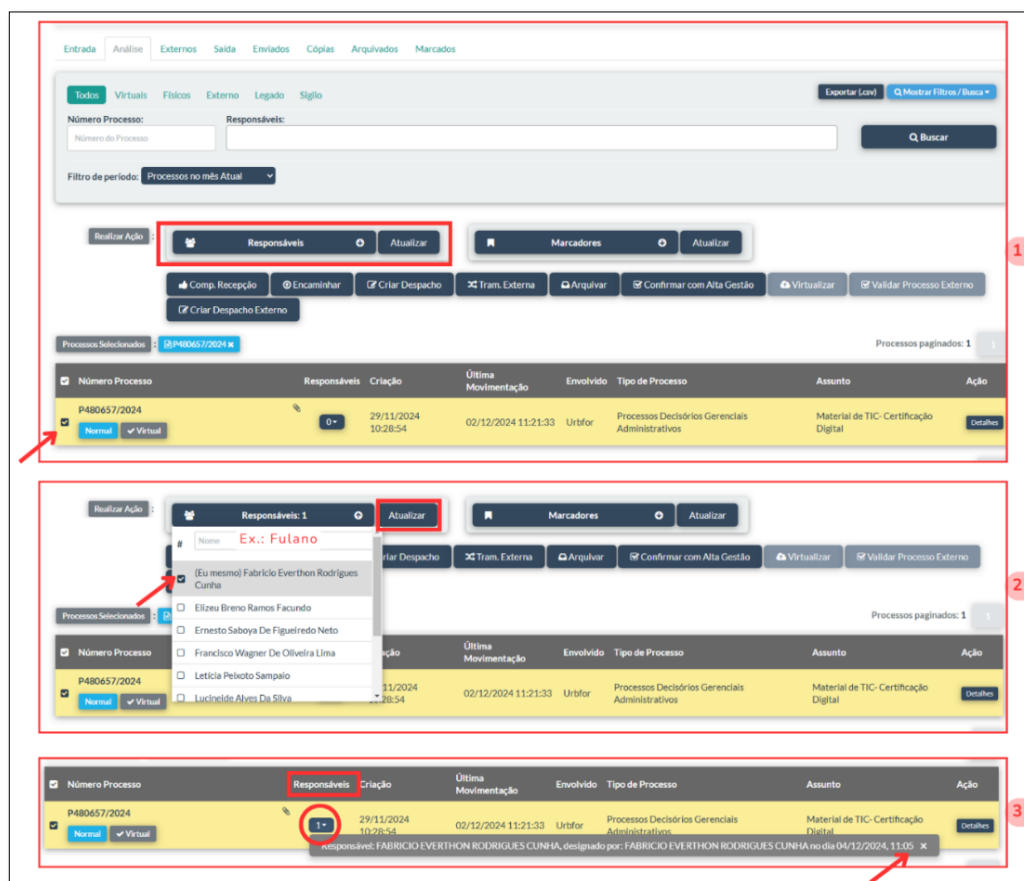 Entrada Análise Externos Saída Enviados Cópias Arquivados Marcados
Todos Virtuais Físicos Externo Legado Sigilo
Exportar (.csv) Mostrar Filtros / Busca
Número Processo: Responsáveis:
Número do Processo
Buscar
Filtro de período: Processos no mês Atual
Realizar Ação : Responsáveis Atualizar Marcadores Atualizar
1
Comp. Recepção Encaminhar Criar Despacho Tram. Externa Arquivar Confirmar com Alta Gestão Virtualizar Validar Processo Externo
Criar Despacho Externo
Processos Selecionados : P480657/2024 x Processos paginados: 1 1
Número Processo Responsáveis Criação Última Movimentação Envolvido Tipo de Processo Assunto Ação
P480657/2024
Normal Virtual
0 29/11/2024 10:28:54 02/12/2024 11:21:33 Urbfor Processos Decisórios Gerenciais Administrativos Material de TIC- Certificação Digital Detalhes
Realizar Ação : Responsáveis: 1 Atualizar Marcadores Atualizar
# Nome Ex.: Fulano
riar Despacho Tram. Externa Arquivar Confirmar com Alta Gestão Virtualizar Validar Processo Externo
(Eu mesmo) Fabricio Everthon Rodrigues
Cunha
2
Elizeu Breno Ramos Facundo
Processos Selecionados : Processos paginados: 1 1
Ernesto Saboya De Figueiredo Neto
Número Processo ação Última Movimentação Envolvido Tipo de Processo Assunto Ação
Francisco Wagner De Oliveira Lima
Letícia Peixoto Sampaio
P480657/2024
Normal Virtual
11/2024 28:54 02/12/2024 11:21:33 Urbfor Processos Decisórios Gerenciais Administrativos Material de TIC- Certificação Digital Detalhes
Lucineide Alves Da Silva
Número Processo Responsáveis Criação Última Movimentação Envolvido Tipo de Processo Assunto Ação
3
P480657/2024
Normal Virtual
1 29/11/2024 10:28:54 02/12/2024 11:21:33 Urbfor Processos Decisórios Gerenciais Administrativos Material de TIC- Certificação Digital Detalhes
Responsável: FABRICIO EVERTHON RODRIGUES CUNHA, designado por: FABRICIO EVERTHON RODRIGUES CUNHA no dia 04/12/2024, 11:05 x